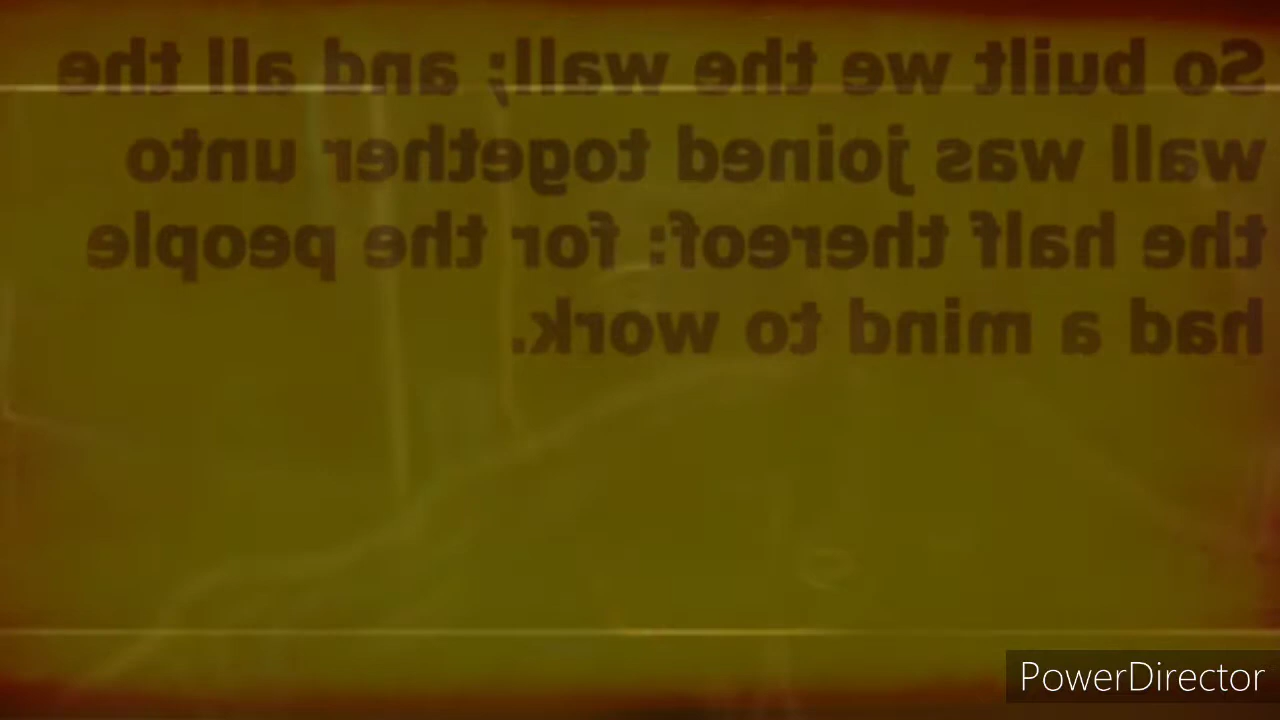 So built we the wall; and all the
wall was joined together unto
the half thereof: for the people
had a mind to work.
PowerDirector